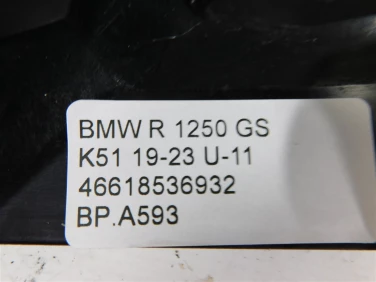 BMW R 1250 GS
K51 19-23 U-11
46618536932
BP.A593